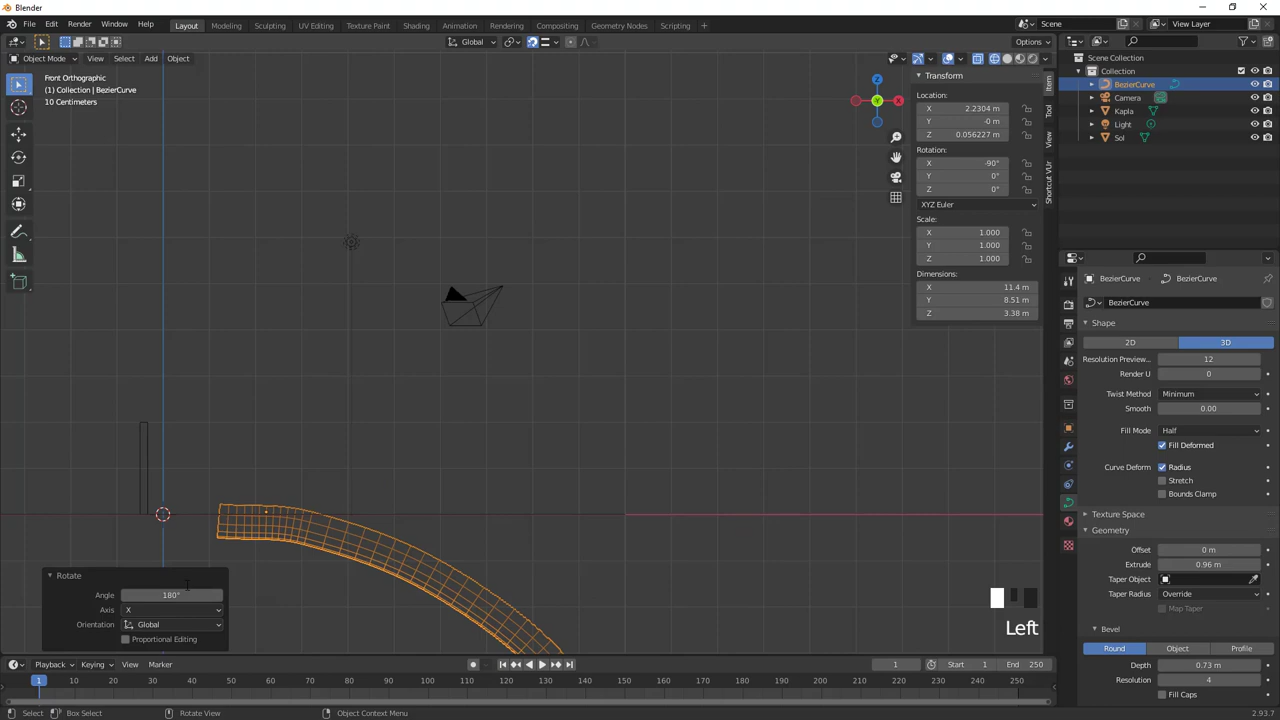 Blender
File Edit Render Window Help Layout Modeling Sculpting UV Editing Texture Paint Shading Animation Rendering Compositing Geometry Nodes Scripting + Scene View Layer
Global Options
Object Mode View Select Add Object
Front Orthographic
(1) Collection | BezierCurve
10 Centimeters
Z
X
Y
Transform
Location:
X 2.2304 m
Y -0 m
Z 0.056227 m
Rotation:
X -90°
Y 0°
Z 0°
XYZ Euler
Scale:
X 1.000
Y 1.000
Z 1.000
Dimensions:
X 11.4 m
Y 8.51 m
Z 3.38 m
Item
Tool
View
Shortcut VUr
Scene Collection
Collection
BezierCurve
Camera
Kapla
Light
Sol
BezierCurve BezierCurve
BezierCurve
Shape
2D 3D
Resolution Preview... 12
Render U 0
Twist Method Minimum
Smooth 0.00
Fill Mode Half
Fill Deformed
Curve Deform Radius
Stretch
Bounds Clamp
Texture Space
Geometry
Offset 0 m
Extrude 0.96 m
Taper Object
Taper Radius Override
Map Taper
Bevel
Round Object Profile
Depth 0.73 m
Resolution 4
Fill Caps
Rotate
Angle 180°
Axis X
Orientation Global
Proportional Editing
Left
Playback Keying View Marker 1 Start 1 End 250
1 10 20 30 40 50 60 70 80 90 100 110 120 130 140 150 160 170 180 190 200 210 220 230 240 250
Select Box Select Rotate View Object Context Menu 2.93.7